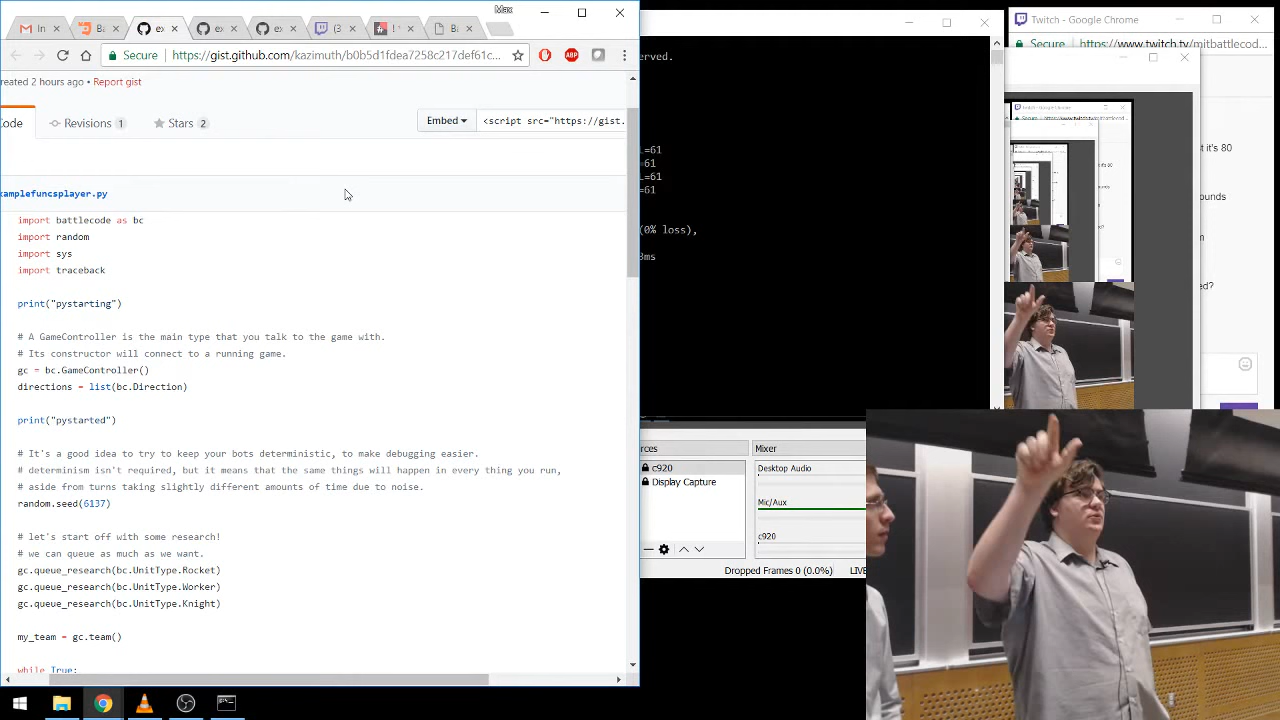 Secure
https://gist.github.com
d1fdea7258c217def61c...
ABP
reated 2 hours ago • Report gist
Code
Revisions 1
Stars 2
Embed
<script src="https://gist.
xamplefuncsplayer.py
import battlecode as bc
import random
import sys
import traceback
print("pystarting")
# A GameController is the main type that you talk to the game with.
# Its constructor will connect to a running game.
gc = bc.GameController()
directions = list(bc.Direction)
print("pystarted")
# It's a good idea to try to keep your bots deterministic, to make debugging easier.
# determinism isn't required, but it means that the same things will happen in every thing you run,
# aside from turns taking slightly different amounts of time due to noise.
random.seed(6137)
# let's start off with some research!
# we can queue as much as we want.
gc.queue_research(bc.UnitType.Rocket)
gc.queue_research(bc.UnitType.Worker)
gc.queue_research(bc.UnitType.Knight)
my_team = gc.team()
while True:
erved.
=61
=61
=61
=61
(0% loss),
ms
rces
c920
Display Capture
Mixer
Desktop Audio
Mic/Aux
c920
Dropped Frames 0 (0.0%)
LIVE
Twitch - Google Chrome
Secure
https://www.twitch.tv/mitbattlecod...
t it's 80
ounds
ed?